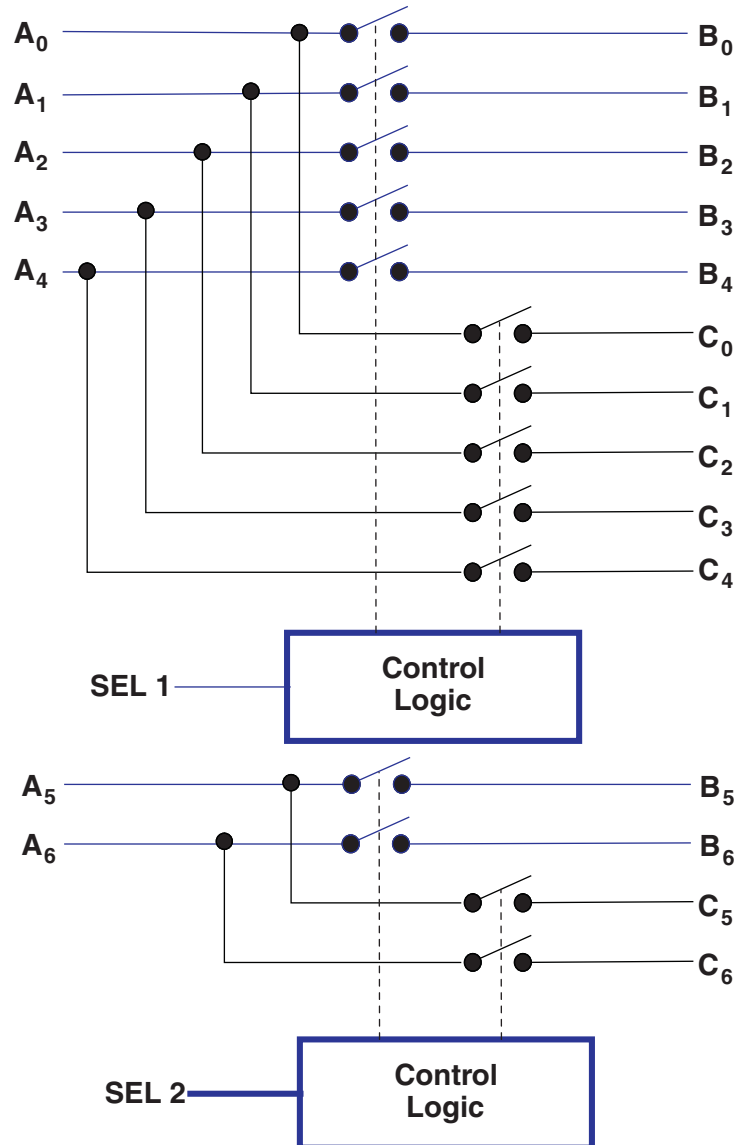 A0 B0
A1 B1
A2 B2
A3 B3
A4 B4
C0
C1
C2
C3
C4
SEL 1
Control
Logic
A5 B5
A6 B6
C5
C6
SEL 2
Control
Logic